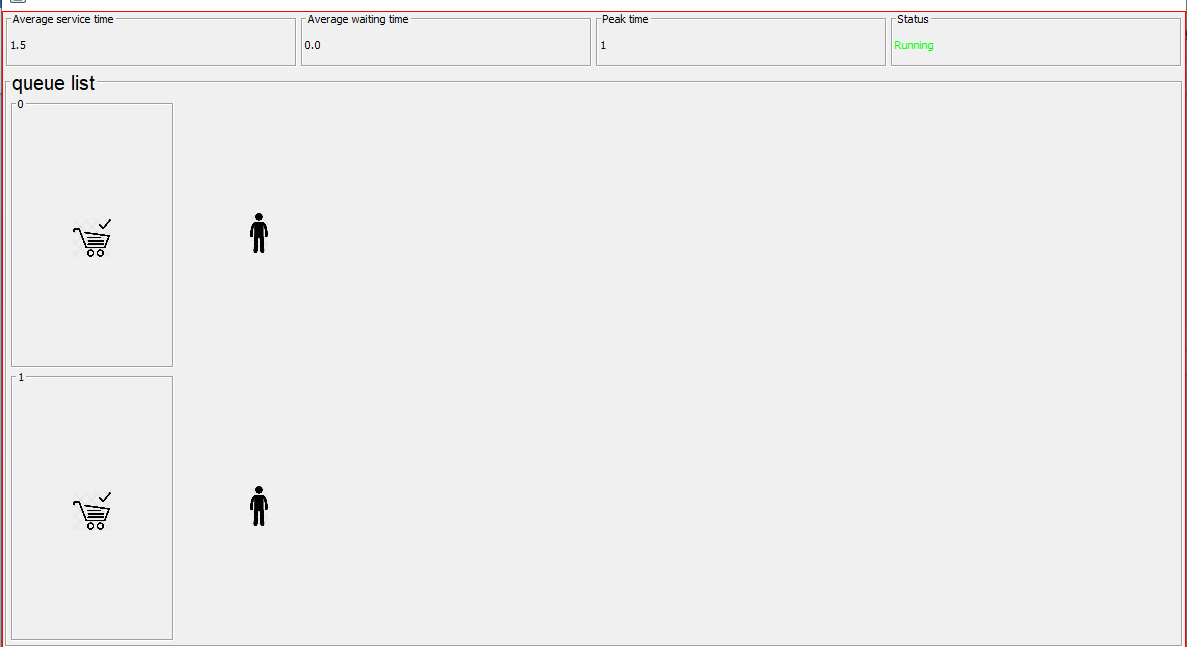 Average service time
1.5
Average waiting time
0.0
Peak time
1
Status
Running
queue list
0
1